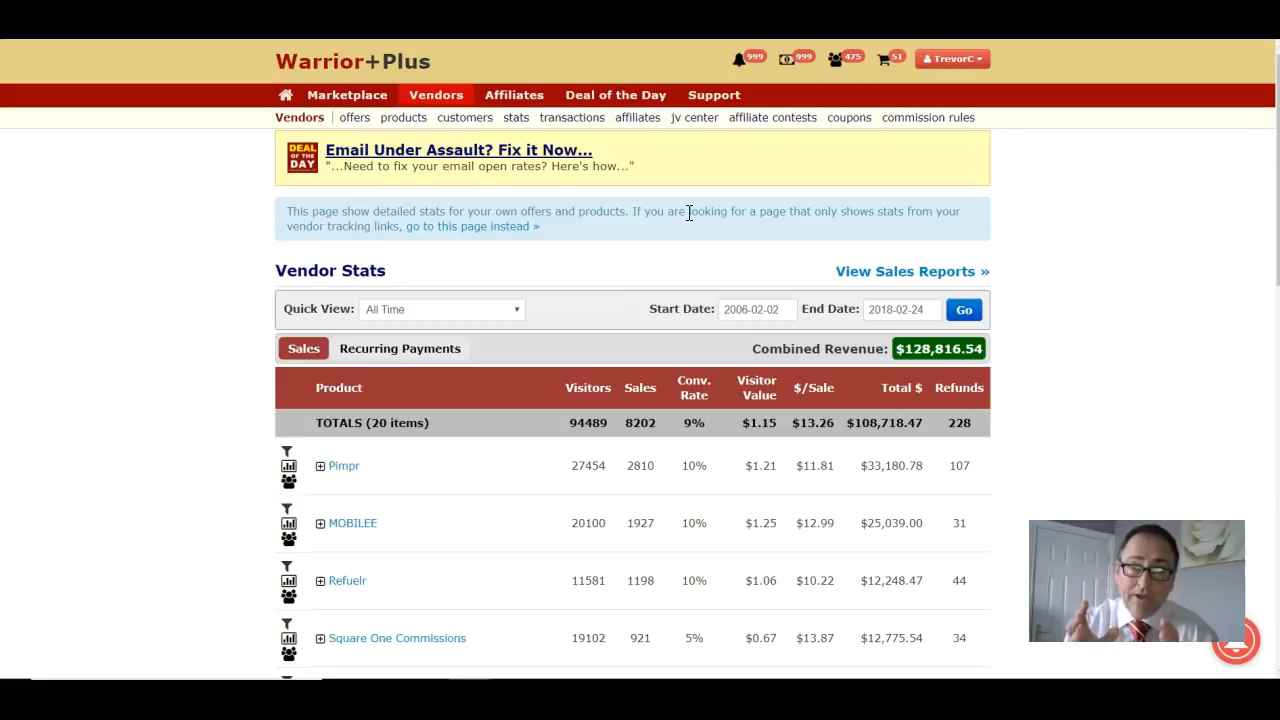 Warrior+Plus
999 999 475 51 TrevorC
Marketplace Vendors Affiliates Deal of the Day Support
Vendors offers products customers stats transactions affiliates jv center affiliate contests coupons commission rules
DEAL OF THE DAY
Email Under Assault? Fix it Now...
"...Need to fix your email open rates? Here's how..."
This page show detailed stats for your own offers and products. If you are looking for a page that only shows stats from your
vendor tracking links, go to this page instead »
Vendor Stats View Sales Reports »
Quick View: All Time Start Date: 2006-02-02 End Date: 2018-02-24 Go
Sales Recurring Payments Combined Revenue: $128,816.54
Product Visitors Sales Conv. Rate Visitor Value $/Sale Total $ Refunds
TOTALS (20 items) 94489 8202 9% $1.15 $13.26 $108,718.47 228
Pimpr 27454 2810 10% $1.21 $11.81 $33,180.78 107
MOBILEE 20100 1927 10% $1.25 $12.99 $25,039.00 31
Refuelr 11581 1198 10% $1.06 $10.22 $12,248.47 44
Square One Commissions 19102 921 5% $0.67 $13.87 $12,775.54 34